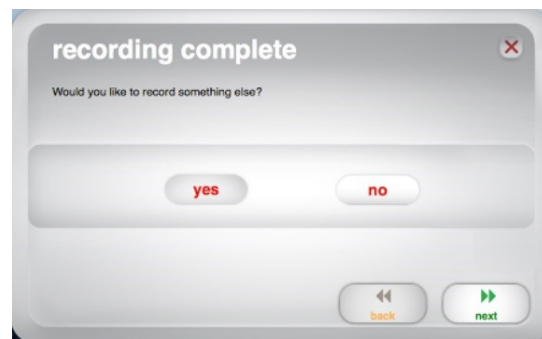 recording complete
Would you like to record something else?
yes
no
back
next